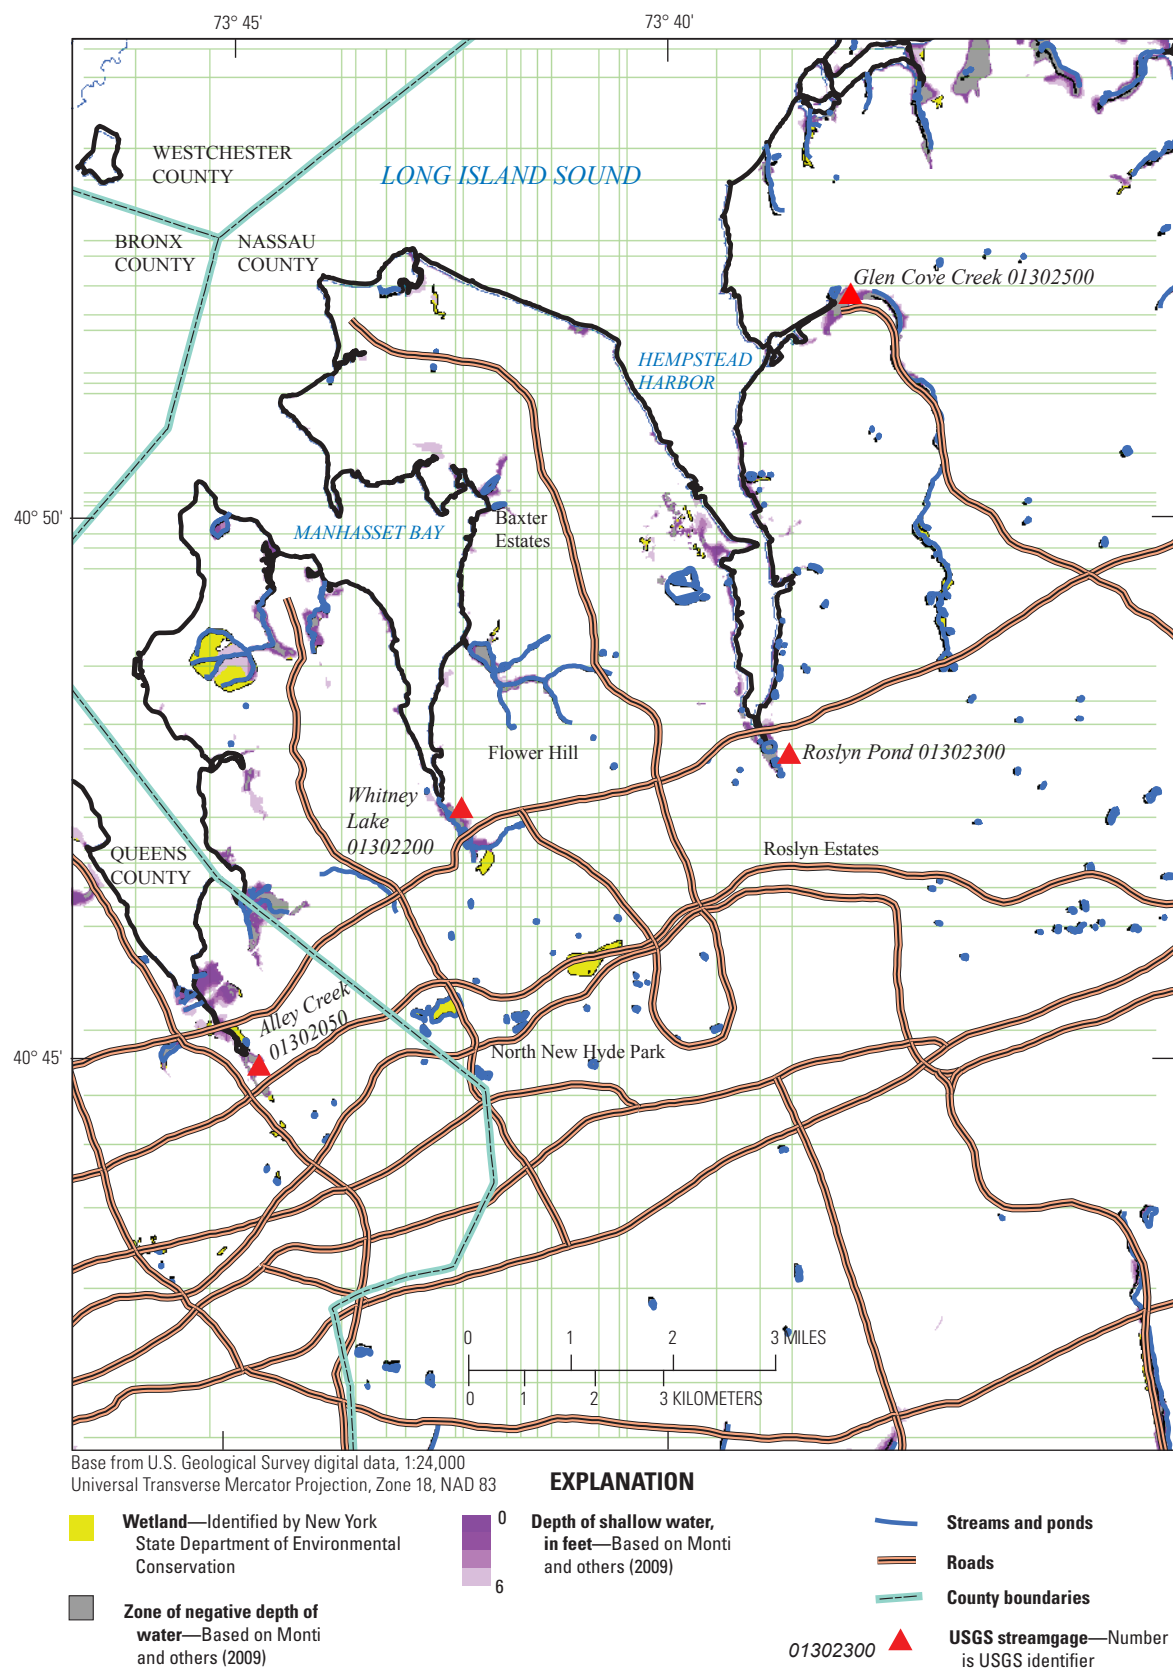 73° 45'
73° 40'
WESTCHESTER
COUNTY
LONG ISLAND SOUND
BRONX
COUNTY
NASSAU
COUNTY
Glen Cove Creek 01302500
HEMPSTEAD
HARBOR
40° 50'
MANHASSET BAY
Baxter
Estates
Flower Hill
Roslyn Pond 01302300
Whitney
Lake
01302200
QUEENS
COUNTY
Roslyn Estates
Alley Creek
01302050
40° 45'
North New Hyde Park
0 1 2 3 MILES
0 1 2 3 KILOMETERS
Base from U.S. Geological Survey digital data, 1:24,000
Universal Transverse Mercator Projection, Zone 18, NAD 83
EXPLANATION
Wetland—Identified by New York
State Department of Environmental
Conservation
Zone of negative depth of
water—Based on Monti
and others (2009)
0
6
Depth of shallow water,
in feet—Based on Monti
and others (2009)
Streams and ponds
Roads
County boundaries
01302300
USGS streamgage—Number
is USGS identifier